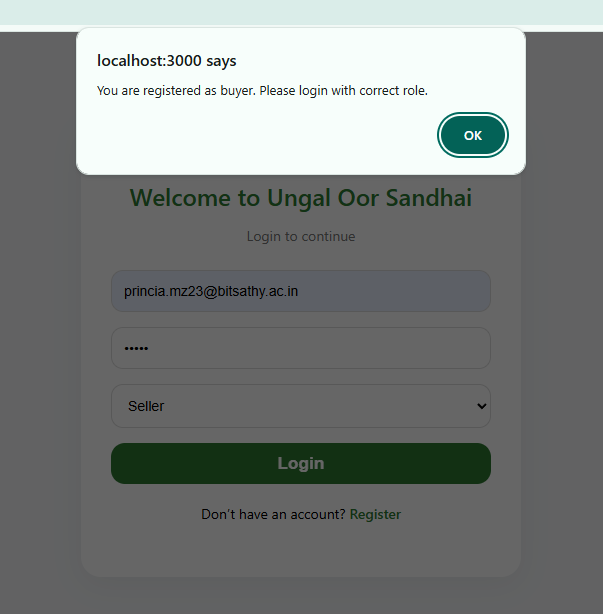 localhost:3000 says
You are registered as buyer. Please login with correct role.
OK
Welcome to Ungal Oor Sandhai
Login to continue
princia.mz23@bitsathy.ac.in
•••••
Seller
Login
Don't have an account? Register